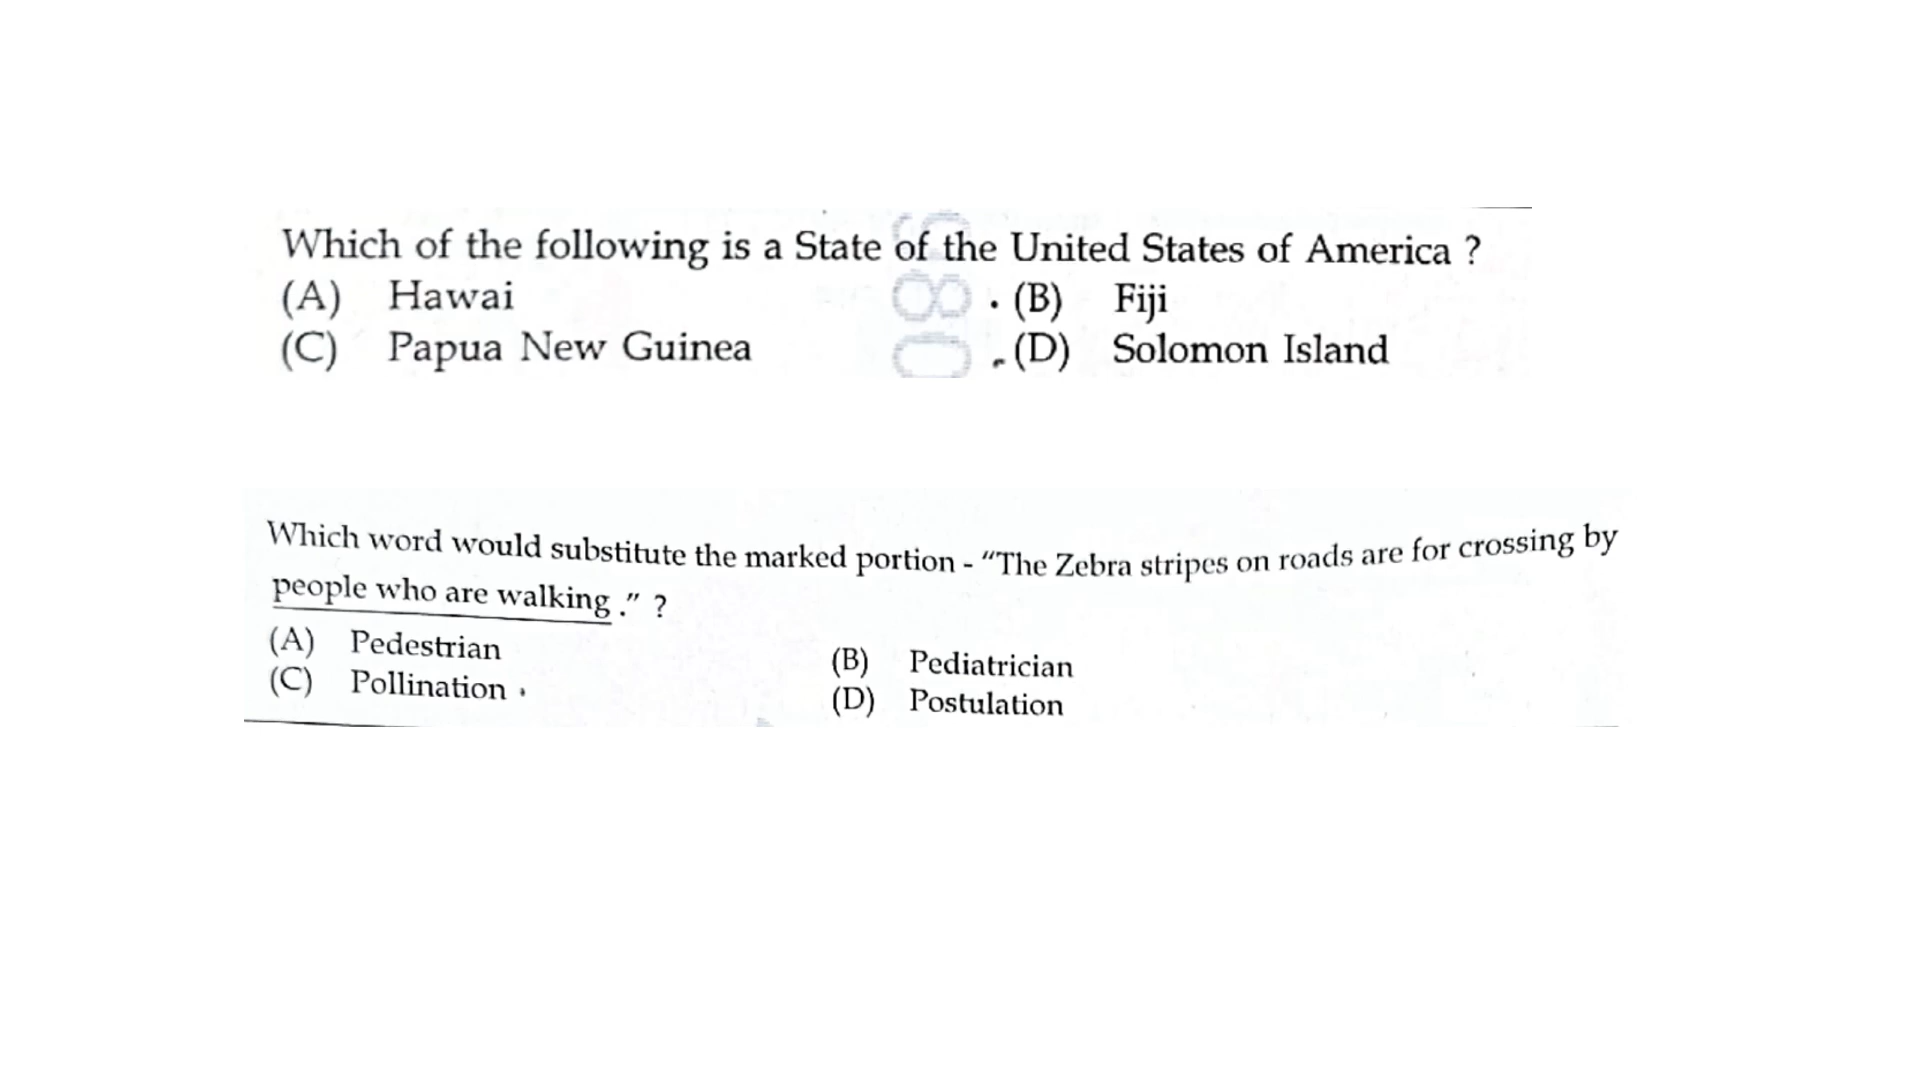 Which of the following is a State of the United States of America ?
(A) Hawai (B) Fiji
(C) Papua New Guinea (D) Solomon Island
Which word would substitute the marked portion - “The Zebra stripes on roads are for crossing by
people who are walking .” ?
(A) Pedestrian (B) Pediatrician
(C) Pollination (D) Postulation